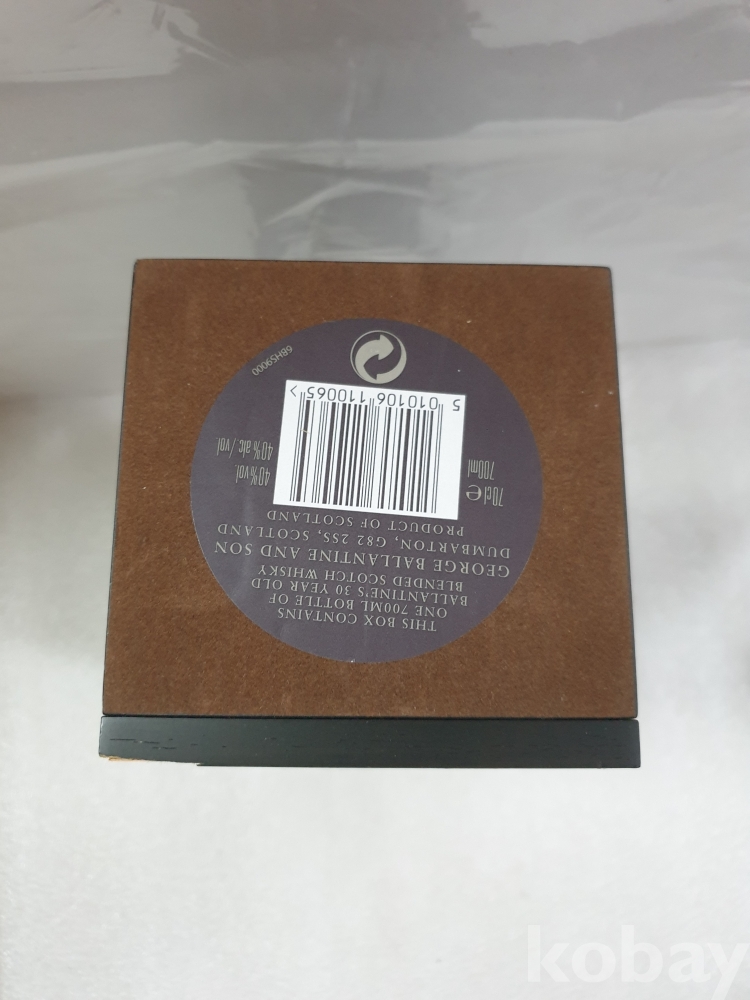 THIS BOX CONTAINS
ONE 700ML BOTTLE OF
BALLANTINE'S 30 YEAR OLD
BLENDED SCOTCH WHISKY
GEORGE BALLANTINE AND SON
DUMBARTON, G82 2SS, SCOTLAND
PRODUCT OF SCOTLAND
70cl e
700ml
40%vol.
40% alc / vol.
5 010106 110065 >
68HS9000
kobay